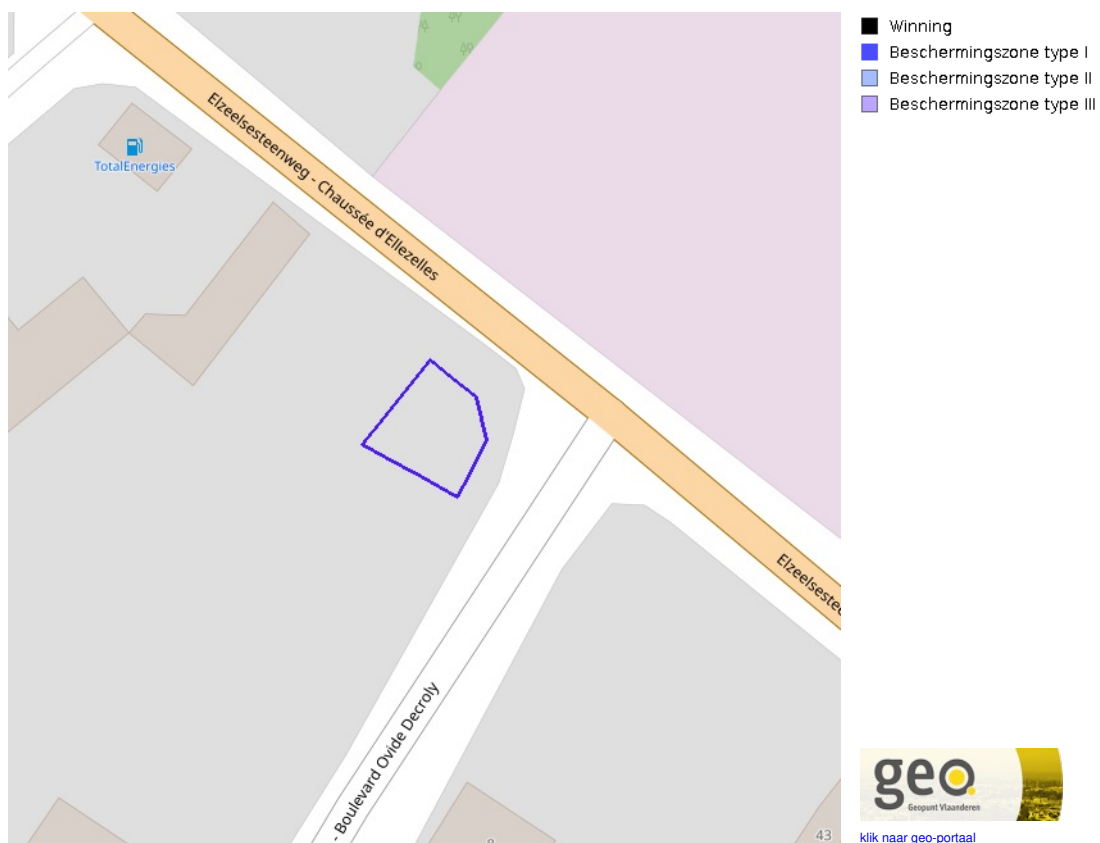 Winning
Beschermingszone type I
Beschermingszone type II
Beschermingszone type III
Elzeelsesteenweg - Chaussée d'Ellezelles
TotalEnergies
Elzeelsestee
- Boulevard Ovide Decroly
43
geo
Geopunt Vlaanderen
klik naar geo-portaal